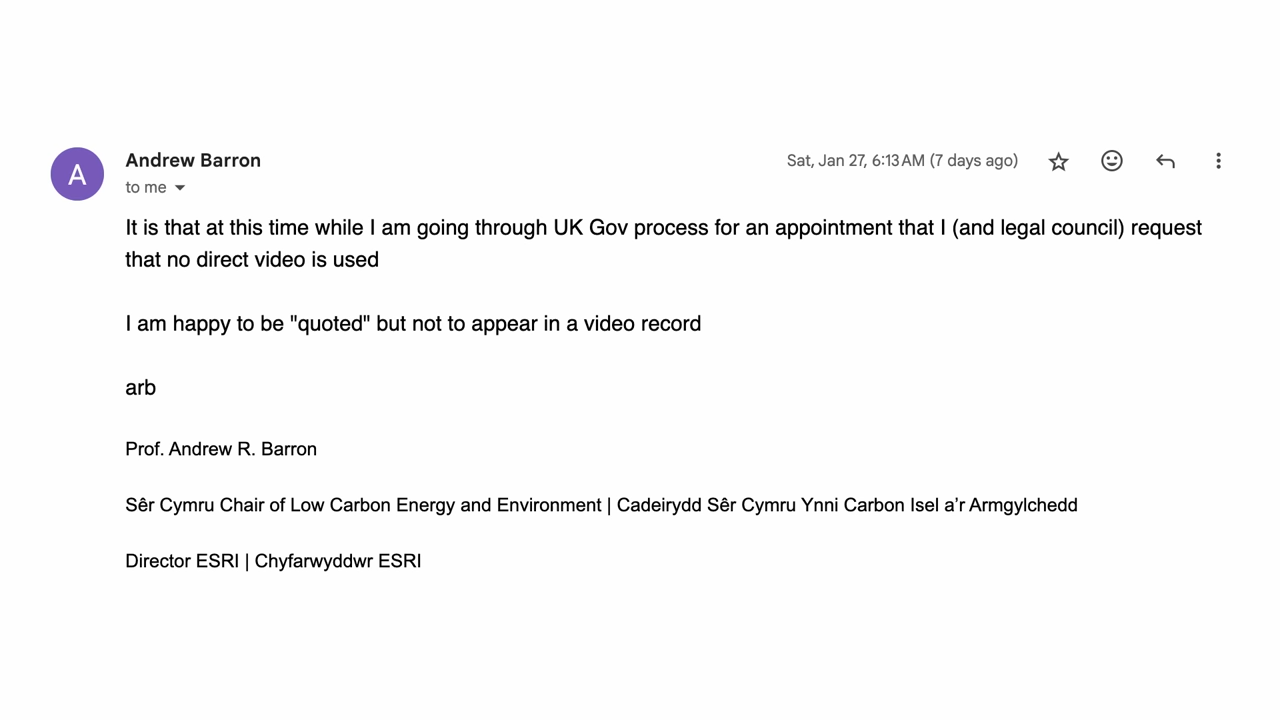 A
Andrew Barron
Sat, Jan 27, 6:13 AM (7 days ago)
to me
It is that at this time while I am going through UK Gov process for an appointment that I (and legal council) request
that no direct video is used
I am happy to be "quoted" but not to appear in a video record
arb
Prof. Andrew R. Barron
Sêr Cymru Chair of Low Carbon Energy and Environment | Cadeirydd Sêr Cymru Ynni Carbon Isel a’r Armgylchedd
Director ESRI | Chyfarwyddwr ESRI